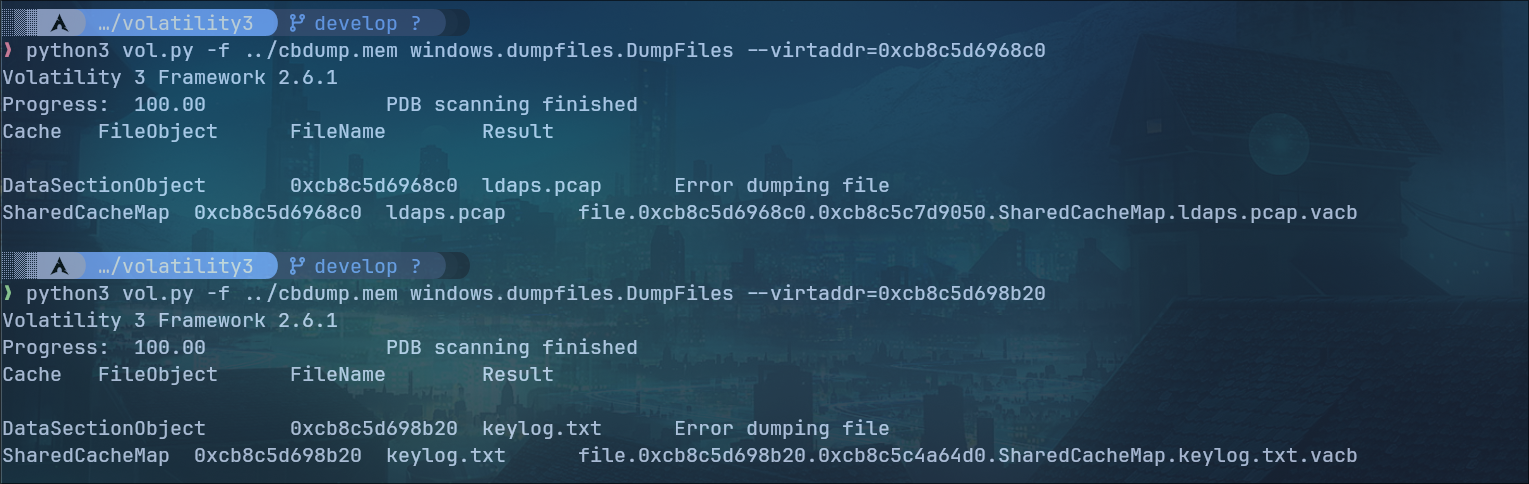 …/volatility3 develop ?
❱ python3 vol.py -f ../cbdump.mem windows.dumpfiles.DumpFiles --virtaddr=0xcb8c5d6968c0
Volatility 3 Framework 2.6.1
Progress:  100.00               PDB scanning finished
Cache   FileObject      FileName        Result
DataSectionObject       0xcb8c5d6968c0  ldaps.pcap      Error dumping file
SharedCacheMap  0xcb8c5d6968c0  ldaps.pcap      file.0xcb8c5d6968c0.0xcb8c5c7d9050.SharedCacheMap.ldaps.pcap.vacb
…/volatility3 develop ?
❱ python3 vol.py -f ../cbdump.mem windows.dumpfiles.DumpFiles --virtaddr=0xcb8c5d698b20
Volatility 3 Framework 2.6.1
Progress:  100.00               PDB scanning finished
Cache   FileObject      FileName        Result
DataSectionObject       0xcb8c5d698b20  keylog.txt      Error dumping file
SharedCacheMap  0xcb8c5d698b20  keylog.txt      file.0xcb8c5d698b20.0xcb8c5c4a64d0.SharedCacheMap.keylog.txt.vacb